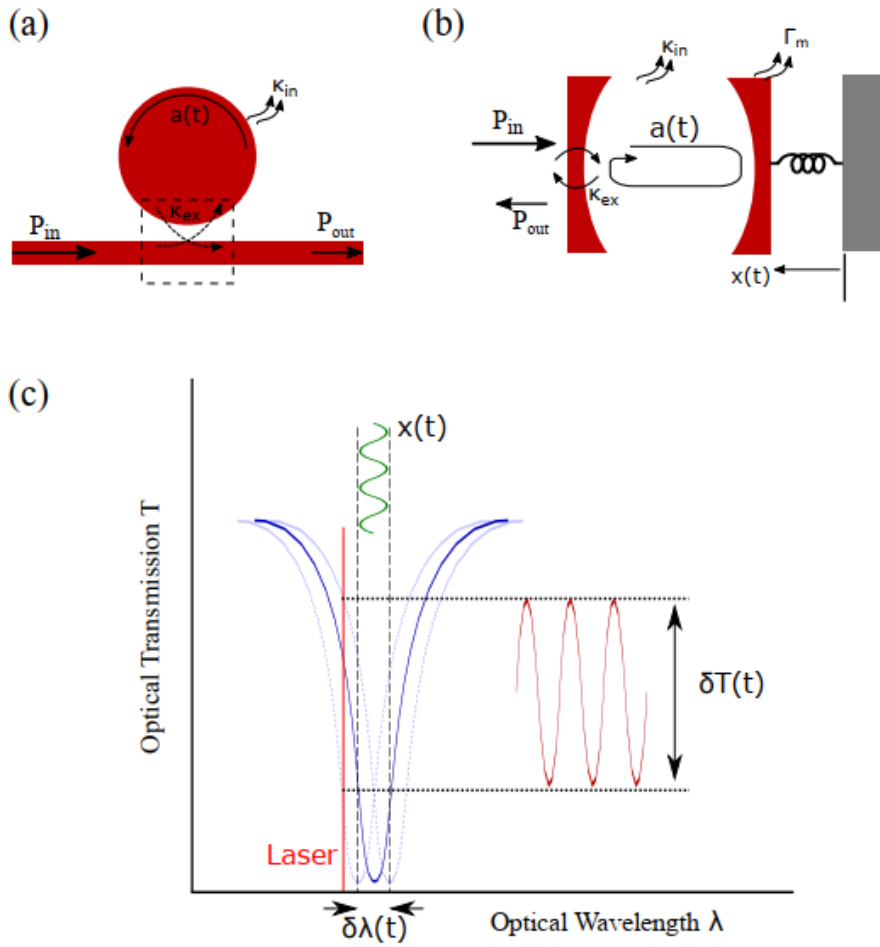 (a)
κin
a(t)
κex
Pin
Pout
(b)
κin
Γm
Pin
a(t)
κex
Pout
x(t)
(c)
x(t)
Optical Transmission T
δT(t)
Laser
δλ(t)
Optical Wavelength λ